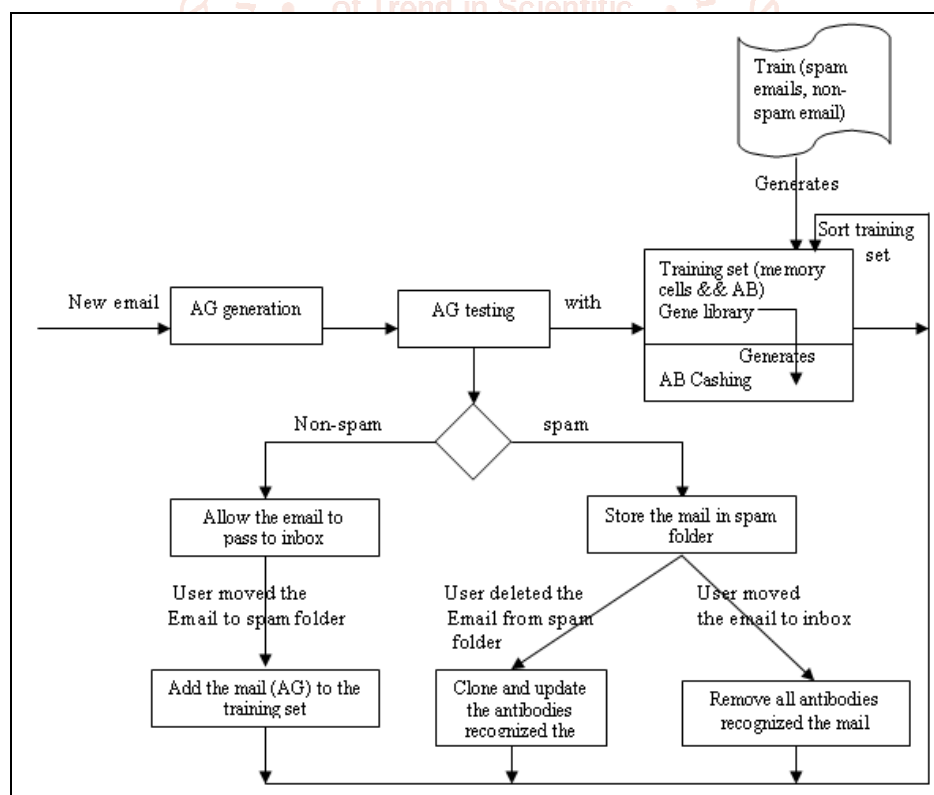 of Trend in Scientific
Train (spam
emails, non-
spam email)
Generates
Sort training
set
Training set (memory
cells && AB)
Gene library
Generates
AB Cashing
New email
AG generation
AG testing
with
Non-spam
spam
Allow the email to
pass to inbox
Store the mail in spam
folder
User moved the
Email to spam folder
User deleted the
Email from spam
folder
User moved
the email to inbox
Add the mail (AG) to the
training set
Clone and update
the antibodies
recognized the
Remove all antibodies
recognized the mail